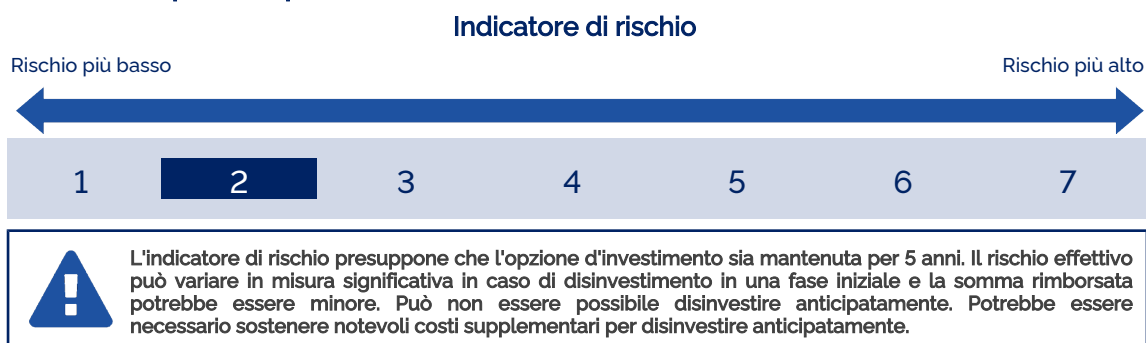 Indicatore di rischio
Rischio più basso
Rischio più alto
1 2 3 4 5 6 7
L'indicatore di rischio presuppone che l'opzione d'investimento sia mantenuta per 5 anni. Il rischio effettivo
può variare in misura significativa in caso di disinvestimento in una fase iniziale e la somma rimborsata
potrebbe essere minore. Può non essere possibile disinvestire anticipatamente. Potrebbe essere
necessario sostenere notevoli costi supplementari per disinvestire anticipatamente.